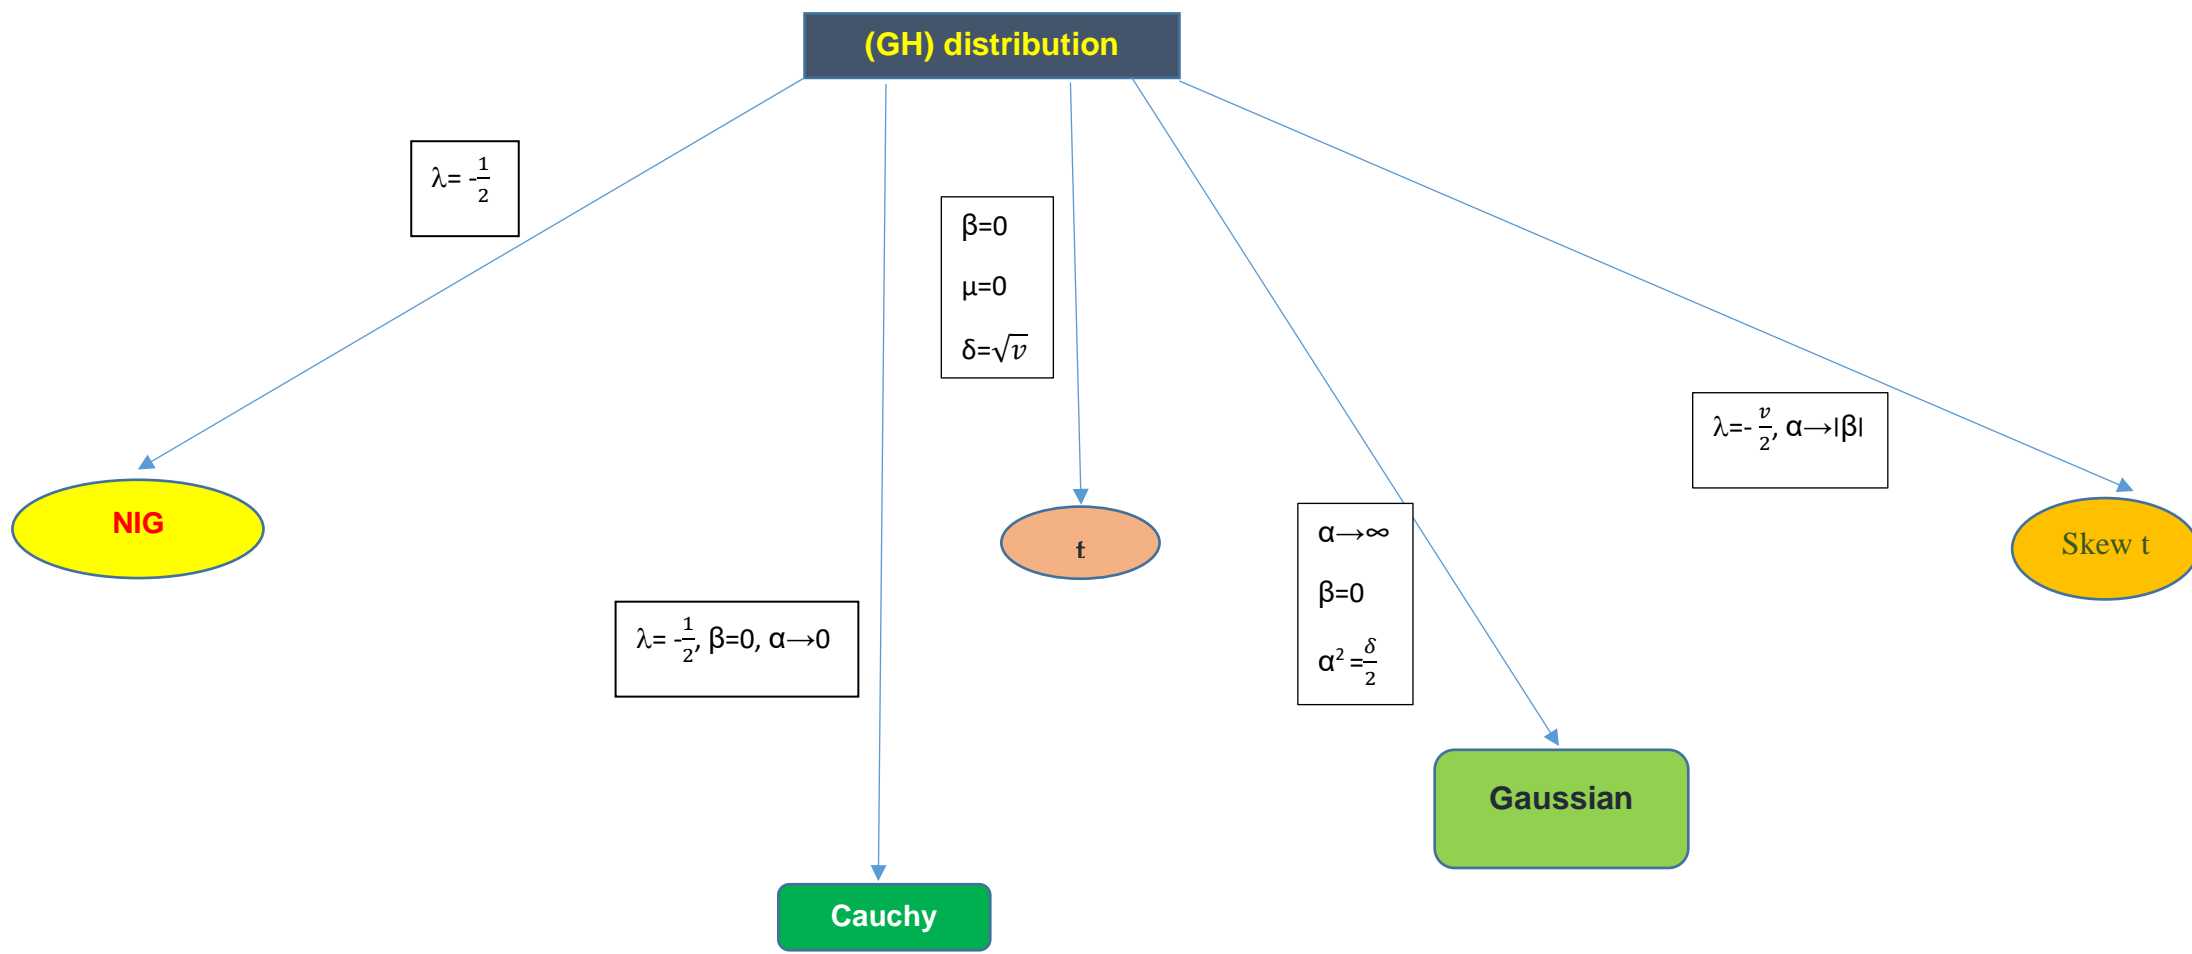 (GH) distribution
λ= -1/2
β=0
μ=0
δ=√v
λ=- v/2, α→|β|
NIG
t
α→∞
β=0
α² =δ/2
Skew t
λ= -1/2, β=0, α→0
Gaussian
Cauchy